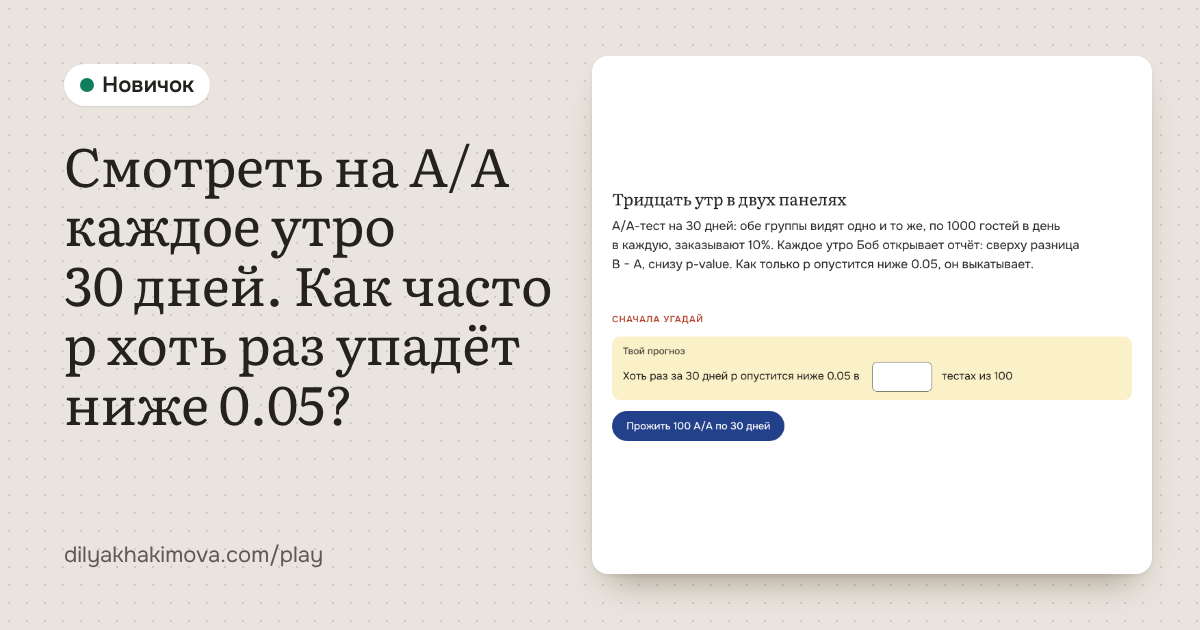 Новичок
Смотреть на A/A
каждое утро
30 дней. Как часто
p хоть раз упадёт
ниже 0.05?
dilyakhakimova.com/play
Тридцать утр в двух панелях
A/A-тест на 30 дней: обе группы видят одно и то же, по 1000 гостей в день
в каждую, заказывают 10%. Каждое утро Боб открывает отчёт: сверху разница
B − A, снизу p-value. Как только p опустится ниже 0.05, он выкатывает.
СНАЧАЛА УГАДАЙ
Твой прогноз
Хоть раз за 30 дней p опустится ниже 0.05 в тестах из 100
Прожить 100 A/A по 30 дней